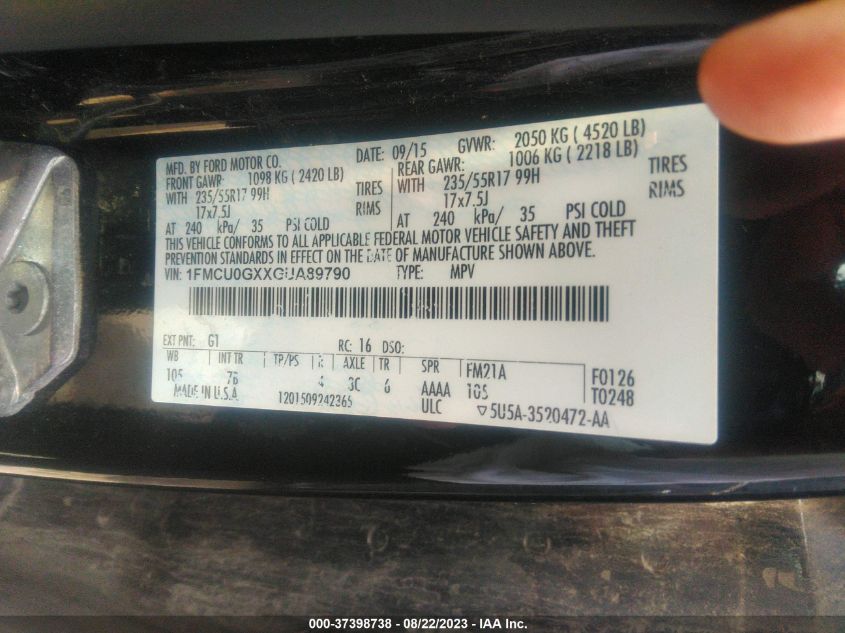 MFD. BY FORD MOTOR CO. DATE: 09/15 GVWR: 2050 KG ( 4520 LB)
FRONT GAWR: 1098 KG ( 2420 LB) REAR GAWR: 1006 KG ( 2218 LB)
WITH 235/55R17 99H TIRES WITH 235/55R17 99H TIRES
17x7.5J RIMS 17x7.5J RIMS
AT 240 kPa/ 35 PSI COLD AT 240 kPa/ 35 PSI COLD
THIS VEHICLE CONFORMS TO ALL APPLICABLE FEDERAL MOTOR VEHICLE SAFETY AND THEFT
PREVENTION STANDARDS IN EFFECT ON THE DATE OF MANUFACTURE SHOWN ABOVE.
VIN: 1FMCU0GXXGUA89790 TYPE: MPV
EXT PNT: G1 RC: 16 DSO:
WB INT TR TP/PS R AXLE TR SPR FM21A F0126
105 76 4 3C 6 AAAA 16S T0248
MADE IN U.S.A 1201509242365 ULC ▽5U5A-3520472-AA
000-37398738 - 08/22/2023 - IAA Inc.